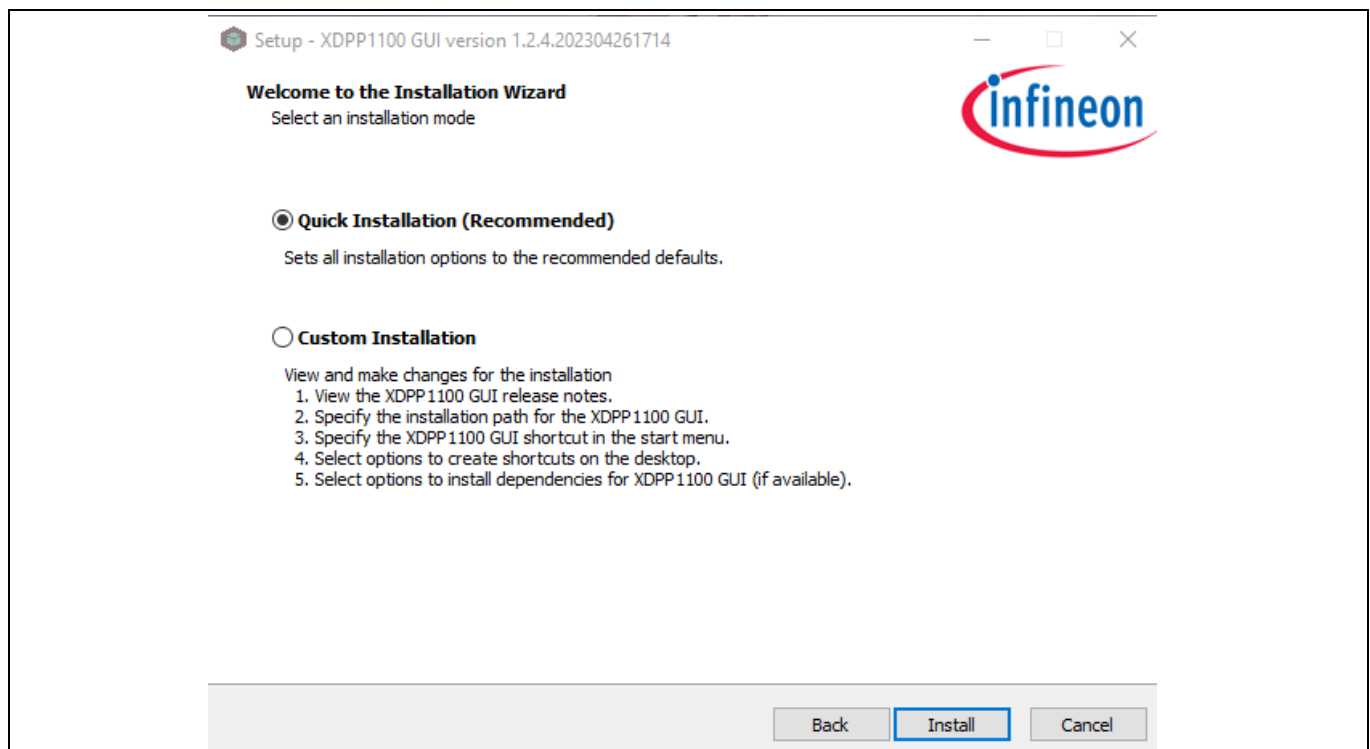 Setup - XDPP1100 GUI version 1.2.4.202304261714
Welcome to the Installation Wizard
Select an installation mode
infineon
Quick Installation (Recommended)
Sets all installation options to the recommended defaults.
Custom Installation
View and make changes for the installation
1. View the XDPP1100 GUI release notes.
2. Specify the installation path for the XDPP1100 GUI.
3. Specify the XDPP1100 GUI shortcut in the start menu.
4. Select options to create shortcuts on the desktop.
5. Select options to install dependencies for XDPP1100 GUI (if available).
Back Install Cancel